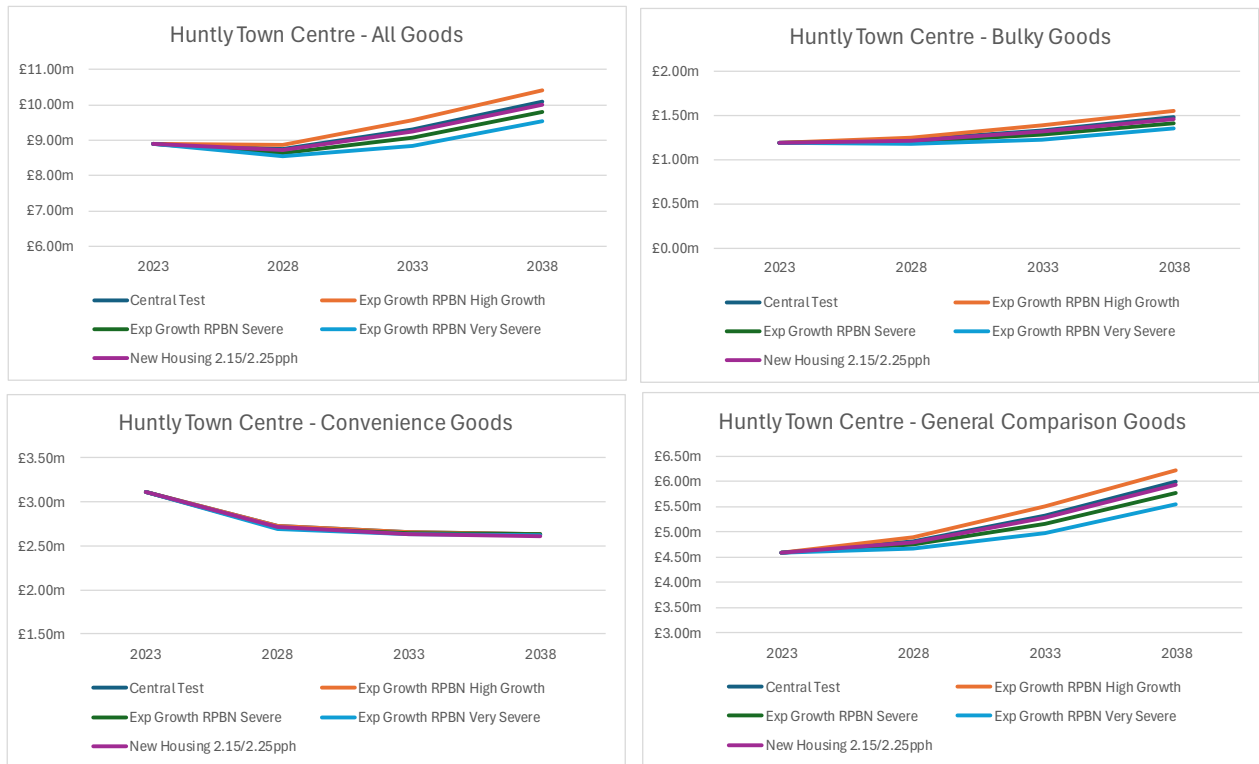 Huntly Town Centre - All Goods
£11.00m
£10.00m
£9.00m
£8.00m
£7.00m
£6.00m
2023 2028 2033 2038
Central Test Exp Growth RPBN High Growth
Exp Growth RPBN Severe Exp Growth RPBN Very Severe
New Housing 2.15/2.25pph
Huntly Town Centre - Bulky Goods
£2.00m
£1.50m
£1.00m
£0.50m
£0.00m
2023 2028 2033 2038
Central Test Exp Growth RPBN High Growth
Exp Growth RPBN Severe Exp Growth RPBN Very Severe
New Housing 2.15/2.25pph
Huntly Town Centre - Convenience Goods
£3.50m
£3.00m
£2.50m
£2.00m
£1.50m
2023 2028 2033 2038
Central Test Exp Growth RPBN High Growth
Exp Growth RPBN Severe Exp Growth RPBN Very Severe
New Housing 2.15/2.25pph
Huntly Town Centre - General Comparison Goods
£6.50m
£6.00m
£5.50m
£5.00m
£4.50m
£4.00m
£3.50m
£3.00m
2023 2028 2033 2038
Central Test Exp Growth RPBN High Growth
Exp Growth RPBN Severe Exp Growth RPBN Very Severe
New Housing 2.15/2.25pph